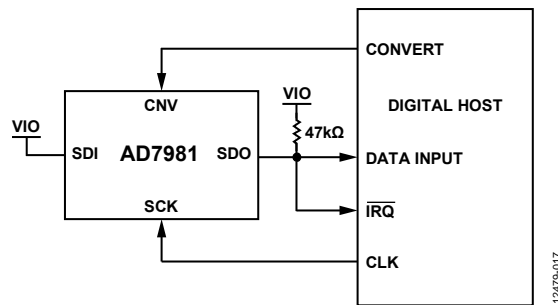 CONVERT
VIO
CNV
VIO
DIGITAL HOST
47kΩ
SDI
AD7981
SDO
DATA INPUT
SCK
IRQ
CLK
12479-017